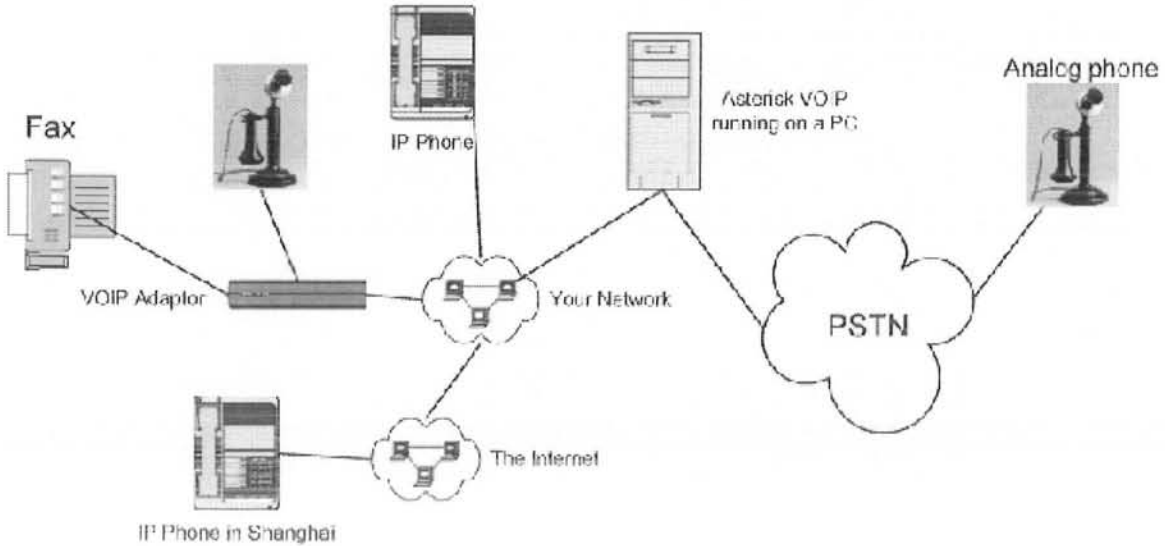 Analog phone
Asterisk VOIP
running on a PC
Fax
IP Phone
VOIP Adaptor
Your Network
PSTN
The Internet
IP Phone in Shanghai